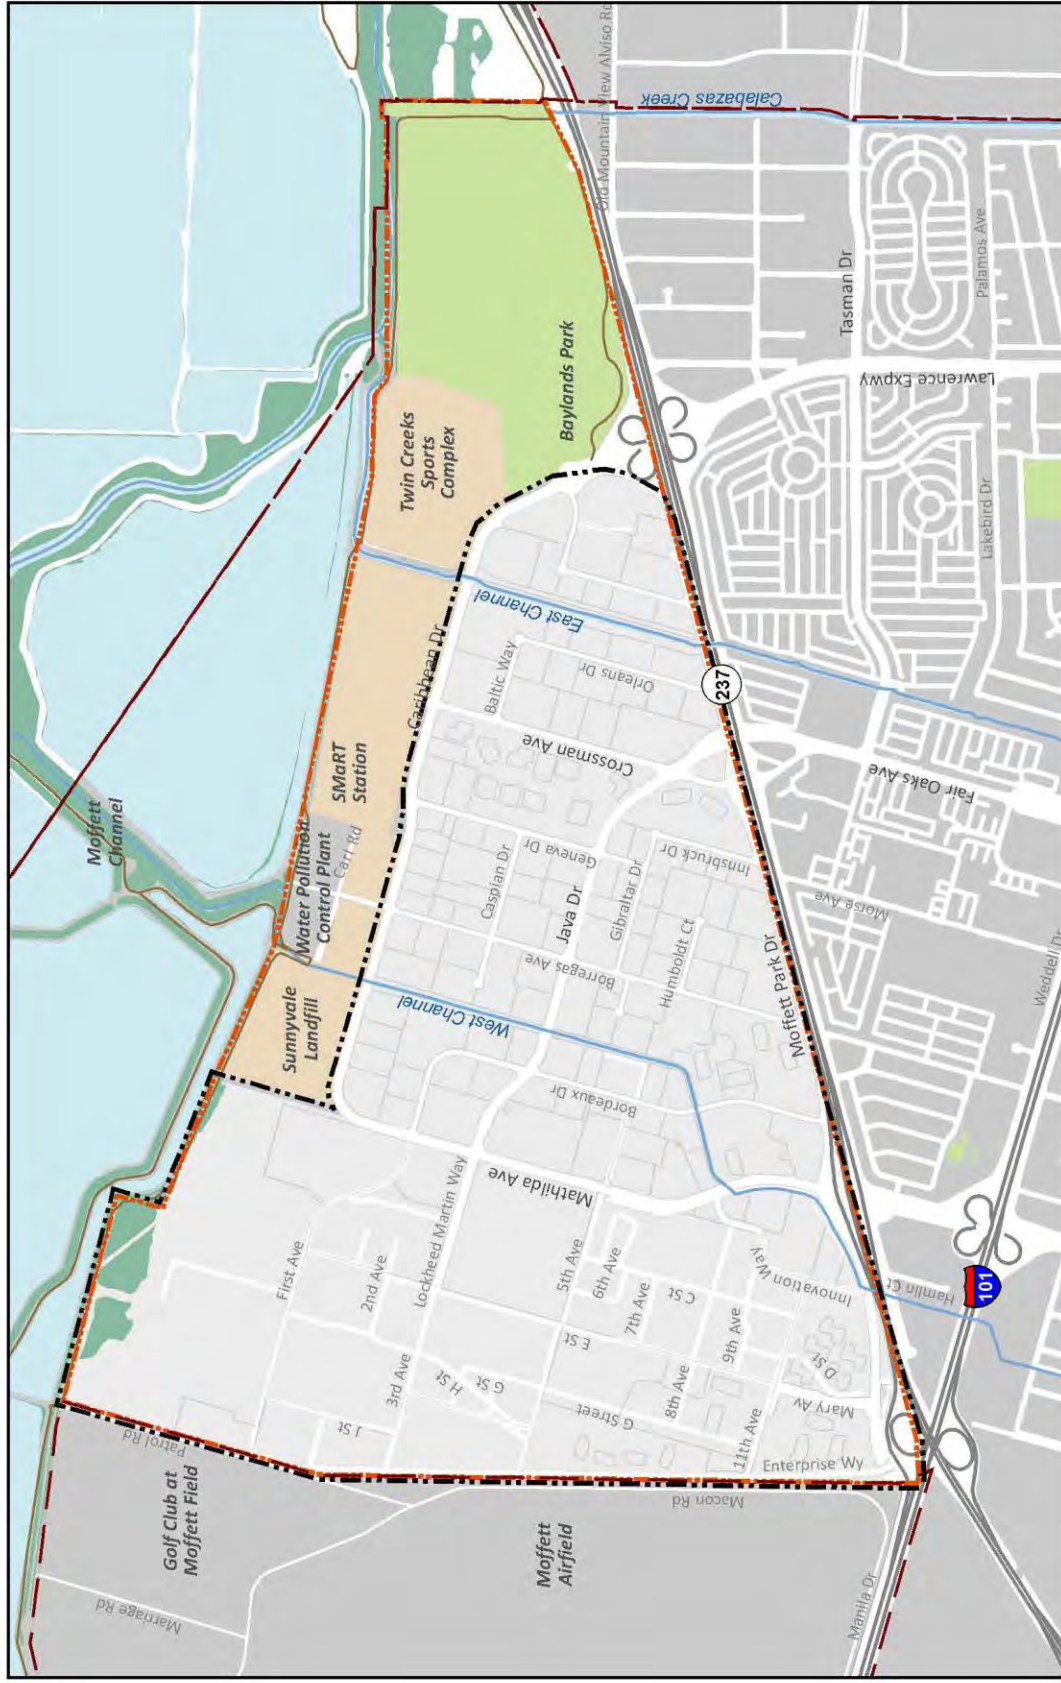 Moffett
Channel
Old Mountain View Alviso Rd
Calabazas Creek
Tasman Dr
Palamos Ave
Lawrence Expwy
Lakebird Dr
Baylands Park
Twin Creeks
Sports
Complex
Caribbean Dr
East Channel
SMaRT
Station
Baltic Way
Orleans Dr
Crossman Ave
237
Fair Oaks Ave
Water Pollution
Control Plant
Carl Rd
Caspian Dr
Geneva Dr
Java Dr
Gibraltar Dr
Innsbruck Dr
Morse Ave
Borregas Ave
Humboldt Ct
Moffett Park Dr
Weddell Dr
Sunnyvale
Landfill
West Channel
Bordeaux Dr
Mathilda Ave
Lockheed Martin Way
First Ave
2nd Ave
3rd Ave
H St
G St
J St
5th Ave
6th Ave
7th Ave
E St
C St
8th Ave
9th Ave
G Street
11th Ave
Innovation Way
D St
Mary Av
Enterprise Wy
Hamlin Ct
101
Patrol Rd
Macon Rd
Golf Club at
Moffett Field
Marriage Rd
Moffett
Airfield
Manila Dr